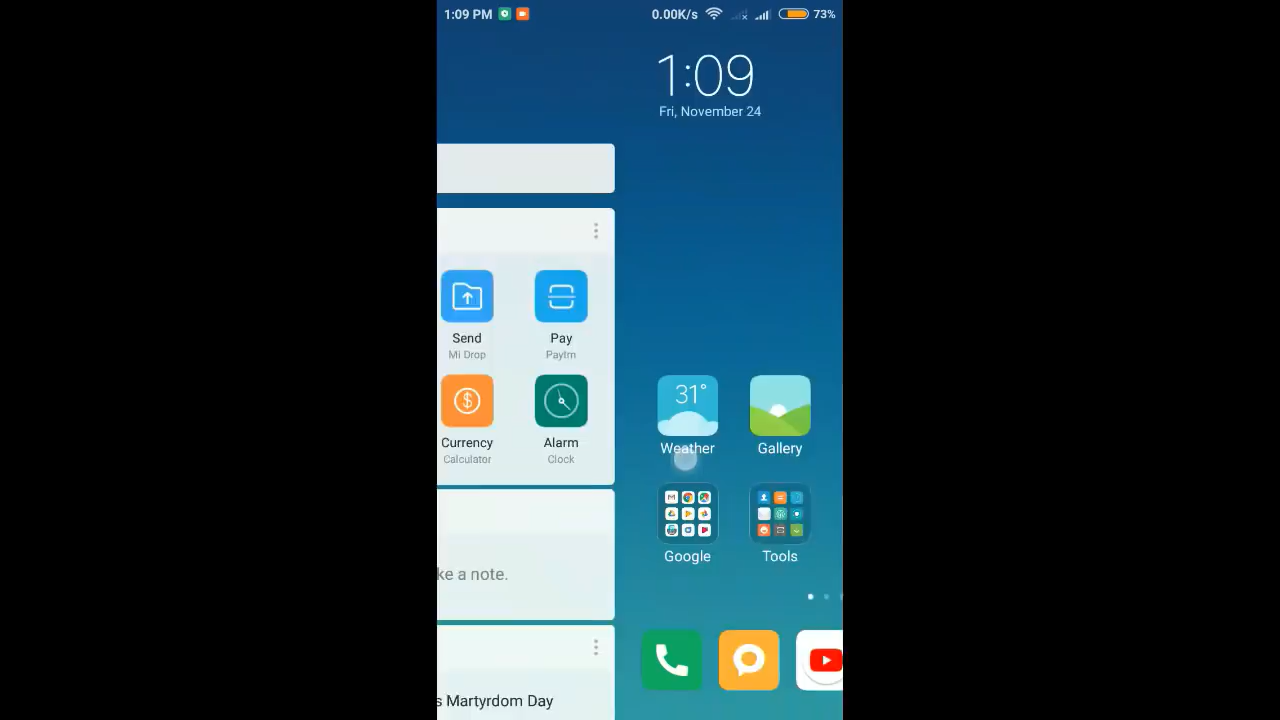 1:09 PM
0.00K/s
73%
1:09
Fri, November 24
Send
Mi Drop
Pay
Paytm
Currency
Calculator
Alarm
Clock
31°
Weather
Gallery
Google
Tools
ke a note.
s Martyrdom Day